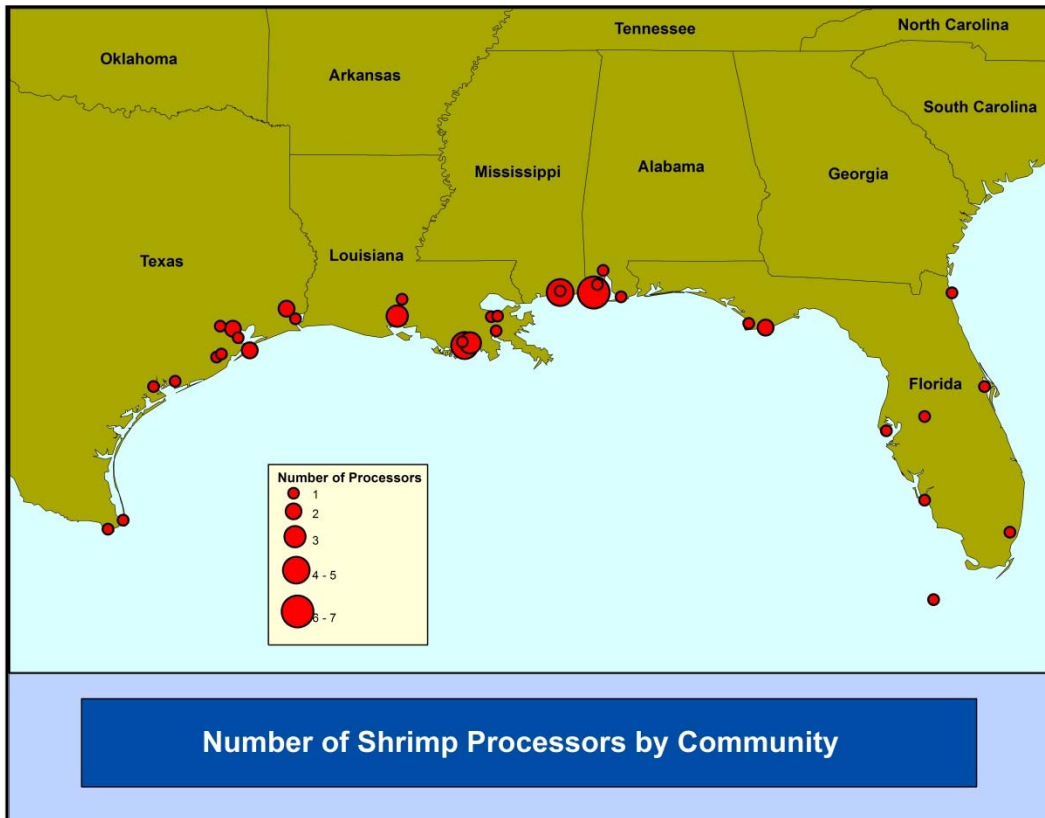 North Carolina
Tennessee
Oklahoma
Arkansas
South Carolina
Mississippi
Alabama
Georgia
Texas
Louisiana
Florida
Number of Processors
1
2
3
4 - 5
6 - 7
Number of Shrimp Processors by Community